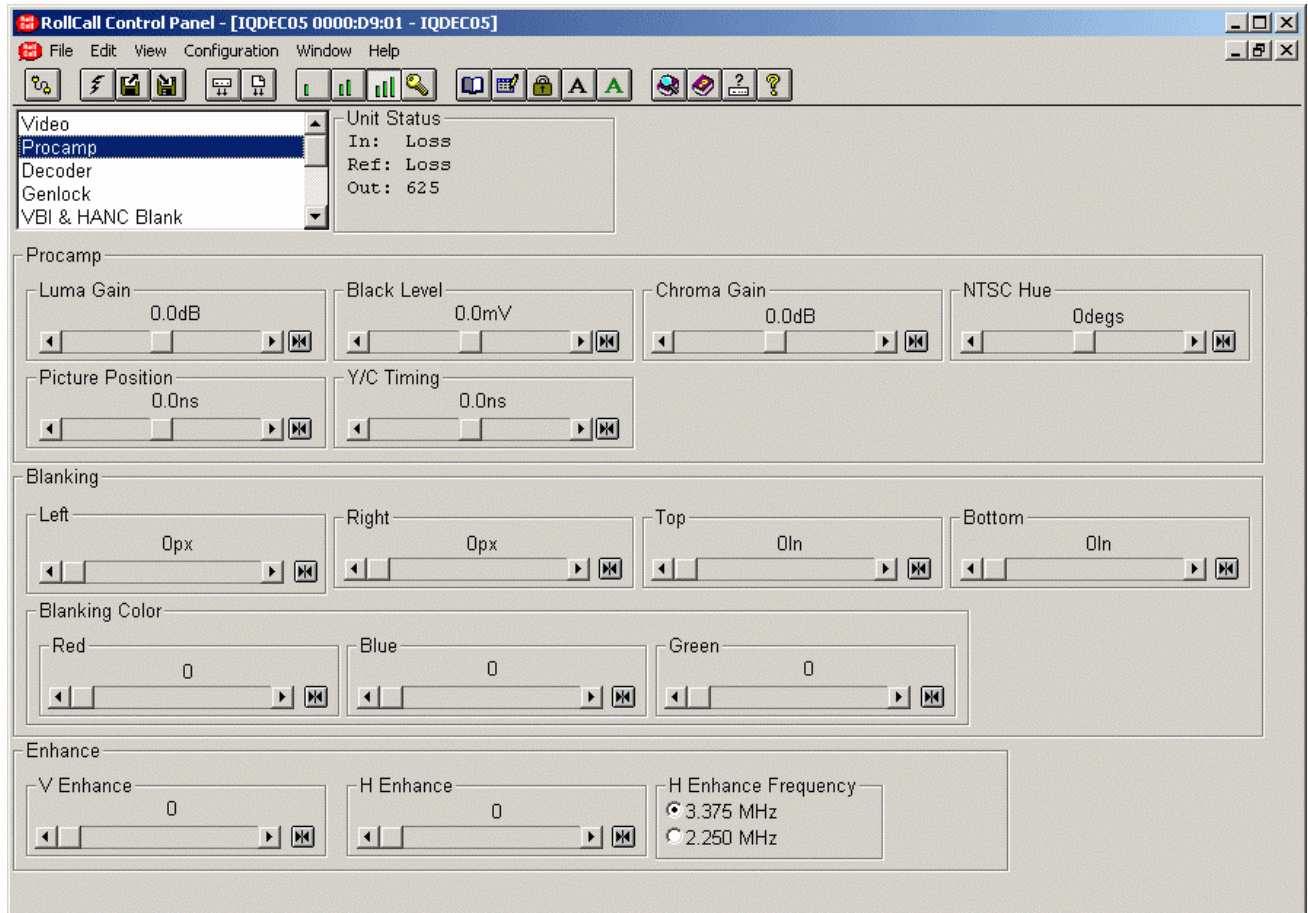 RollCall Control Panel - [IQDEC05 0000:D9:01 - IQDEC05]
File Edit View Configuration Window Help
A A
Video
Procamp
Decoder
Genlock
VBI & HANC Blank
Unit Status
In: Loss
Ref: Loss
Out: 625
Procamp
Luma Gain
0.0dB
Black Level
0.0mV
Chroma Gain
0.0dB
NTSC Hue
0degs
Picture Position
0.0ns
Y/C Timing
0.0ns
Blanking
Left
0px
Right
0px
Top
0ln
Bottom
0ln
Blanking Color
Red
0
Blue
0
Green
0
Enhance
V Enhance
0
H Enhance
0
H Enhance Frequency
3.375 MHz
2.250 MHz